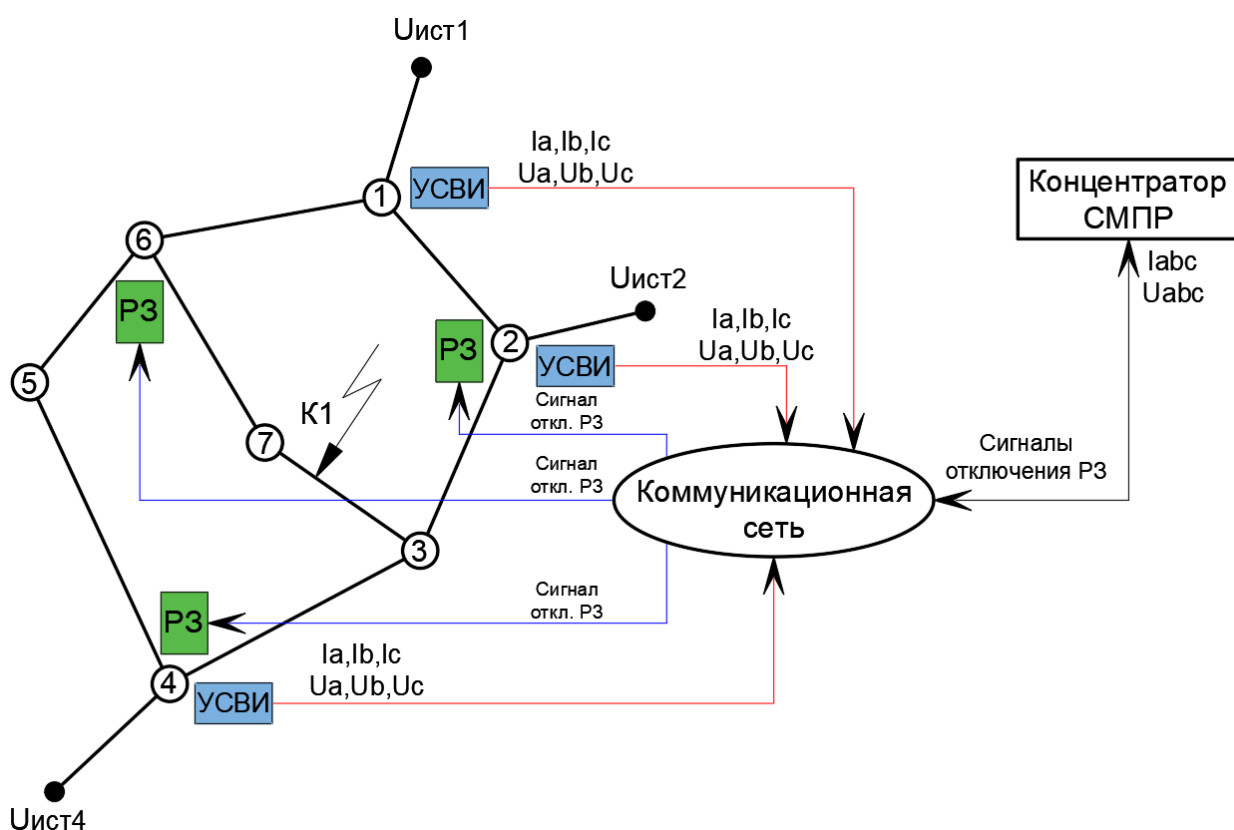 Uист1
Ia,Ib,Ic
Ua,Ub,Uc
1
УСВИ
Концентратор
СМПР
6
Iabc
Uabc
Uист2
РЗ
Ia,Ib,Ic
Ua,Ub,Uc
РЗ
2
УСВИ
5
К1
Сигнал
откл. РЗ
7
Сигналы
отключения РЗ
Сигнал
откл. РЗ
Коммуникационная
сеть
3
Сигнал
откл. РЗ
РЗ
Ia,Ib,Ic
Ua,Ub,Uc
4
УСВИ
Uист4